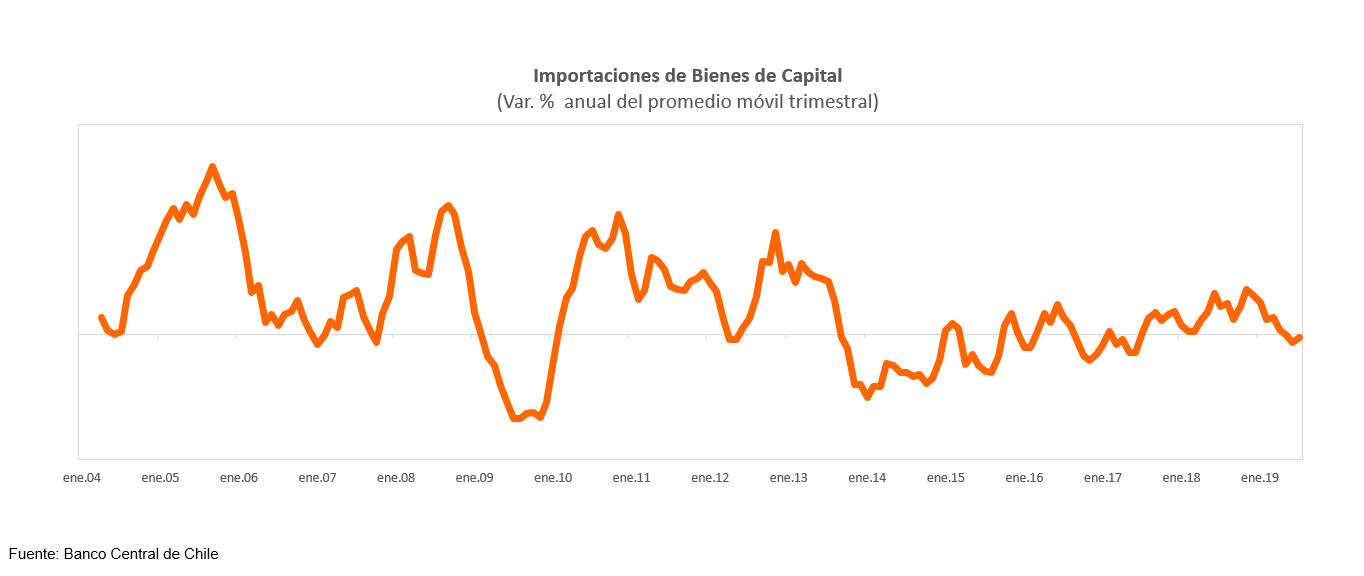 Importaciones de Bienes de Capital
(Var. %  anual del promedio móvil trimestral)
ene.04 ene.05 ene.06 ene.07 ene.08 ene.09 ene.10 ene.11 ene.12 ene.13 ene.14 ene.15 ene.16 ene.17 ene.18 ene.19
Fuente: Banco Central de Chile